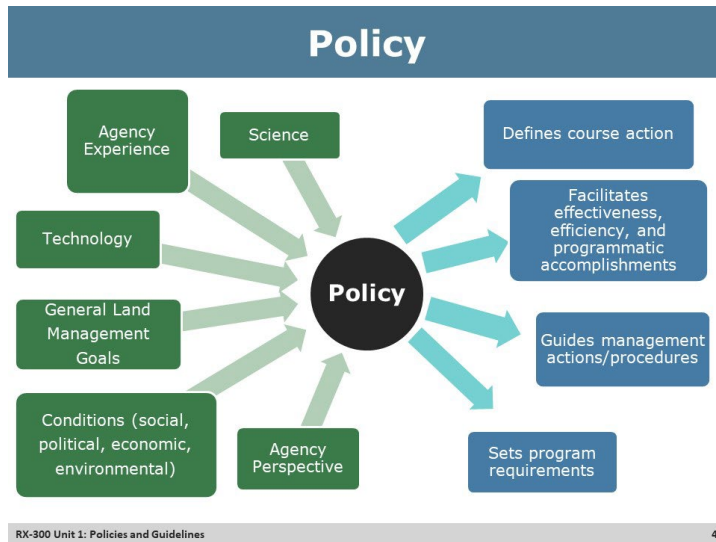 Policy
Agency
Experience
Science
Technology
General Land
Management
Goals
Conditions (social,
political, economic,
environmental)
Agency
Perspective
Policy
Defines course action
Facilitates
effectiveness,
efficiency, and
programmatic
accomplishments
Guides management
actions/procedures
Sets program
requirements
RX-300 Unit 1: Policies and Guidelines
4